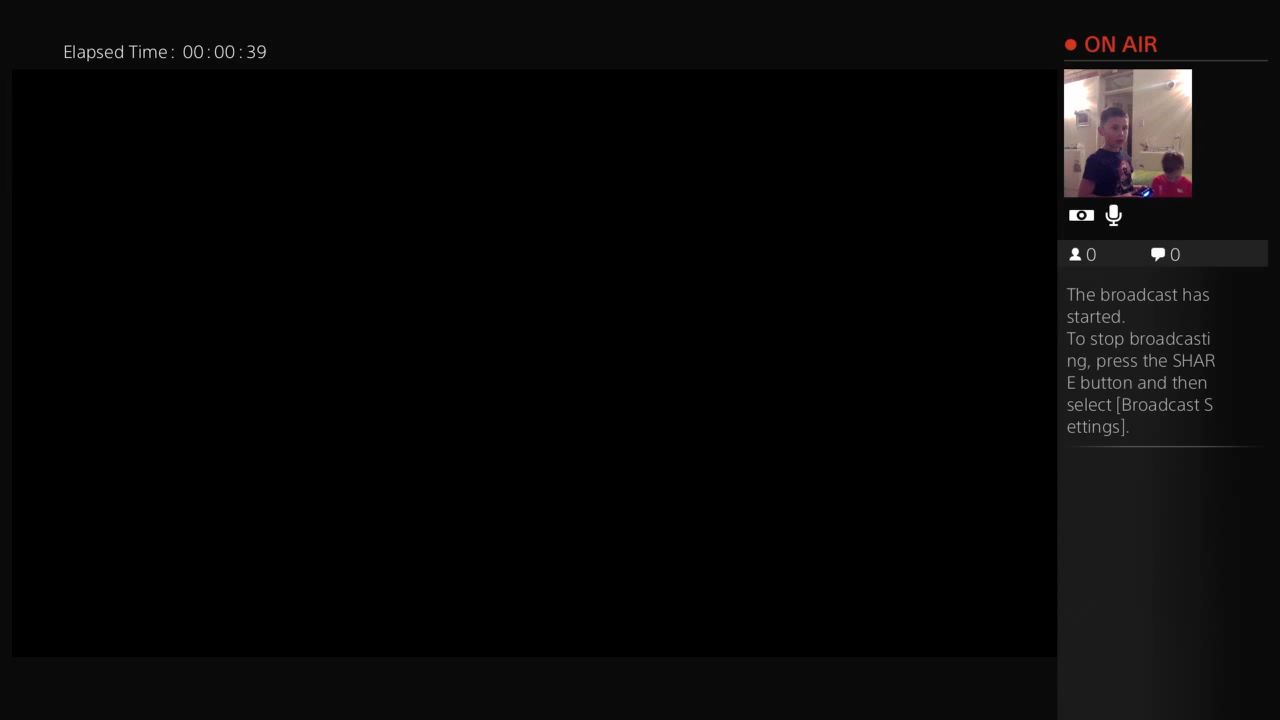 Elapsed Time: 00:00:39
ON AIR
0
0
The broadcast has
started.
To stop broadcasti
ng, press the SHAR
E button and then
select [Broadcast S
ettings].